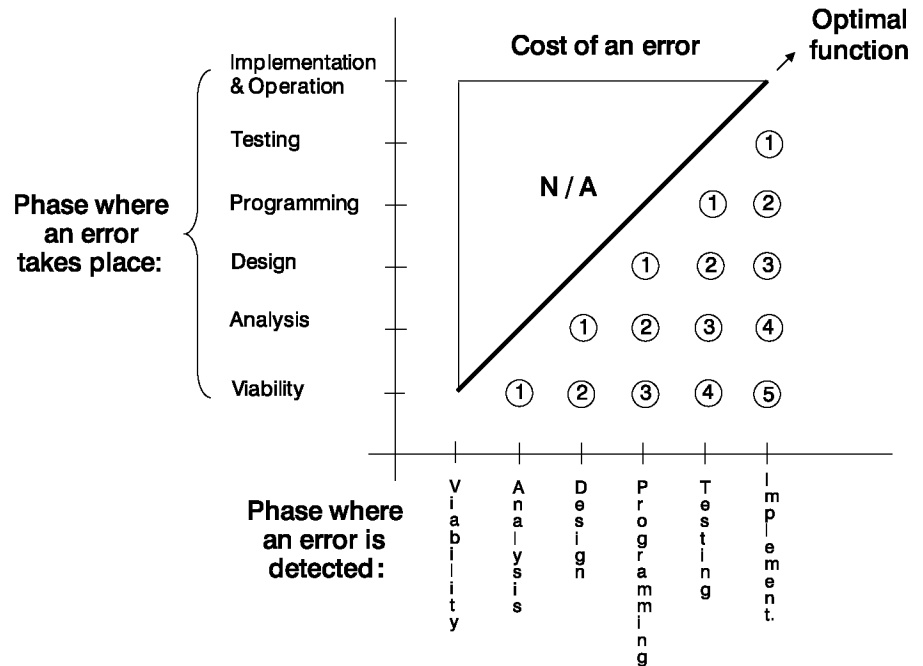 Optimal
function
Cost of an error
Implementation
& Operation
Testing
1
N / A
Programming
1 2
Phase where
an error
takes place:
Design
1 2 3
Analysis
1 2 3 4
Viability
1 2 3 4 5
Phase where
an error is
detected:
Viability
Analysis
Design
Programming
Testing
Implement.